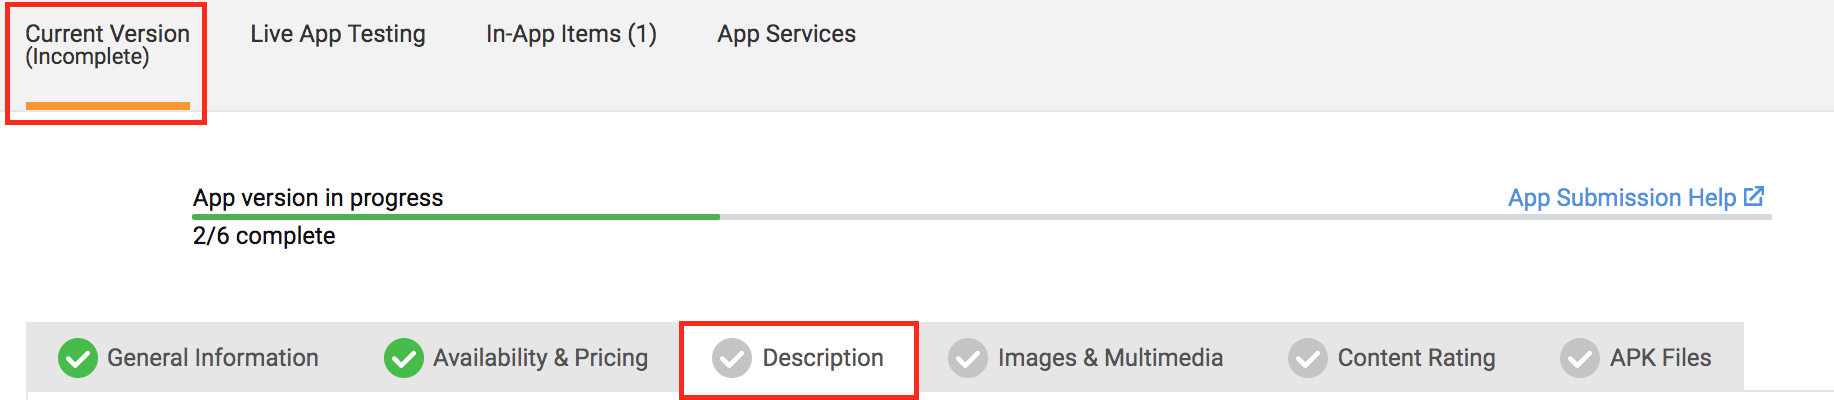 Current Version
(Incomplete)
Live App Testing
In-App Items (1)
App Services
App version in progress
App Submission Help
2/6 complete
General Information
Availability & Pricing
Description
Images & Multimedia
Content Rating
APK Files